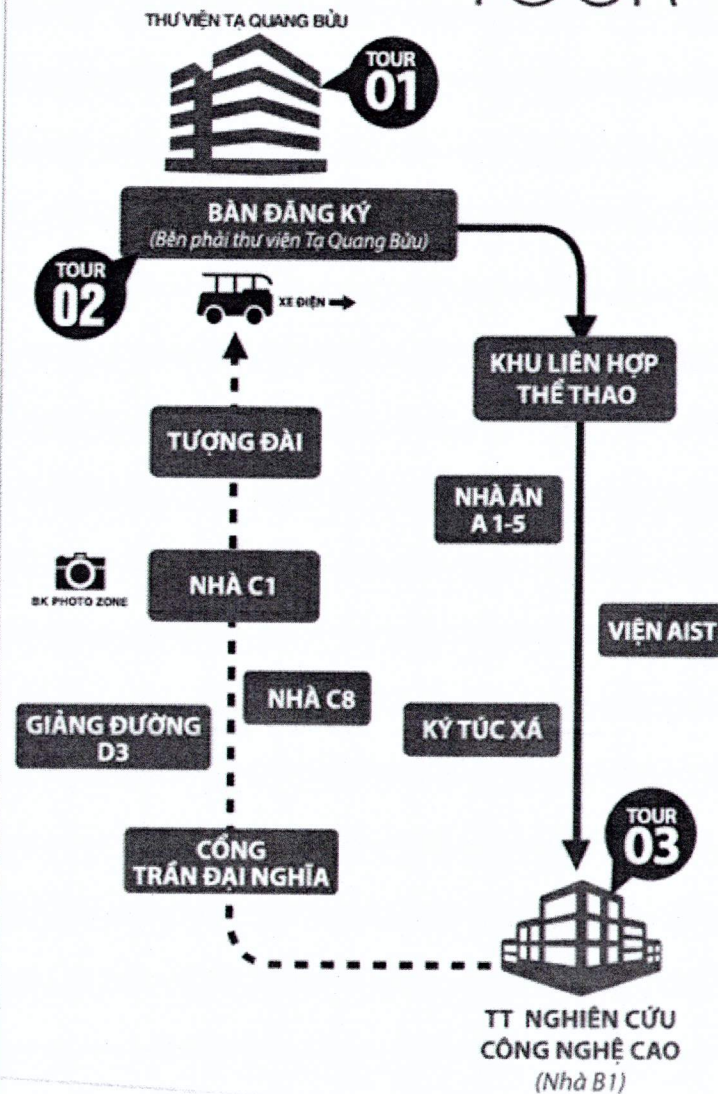 TOUR
THƯ VIỆN TẠ QUANG BỬU
TOUR
01
BÀN ĐĂNG KÝ
(Bên phải thư viện Tạ Quang Bửu)
TOUR
02
XE ĐIỆN
KHU LIÊN HỢP
THỂ THAO
TƯỢNG ĐÀI
NHÀ ĂN
A 1-5
NHÀ C1
BK PHOTO ZONE
VIỆN AIST
NHÀ C8
GIẢNG ĐƯỜNG
D3
KÝ TÚC XÁ
CỔNG
TRẦN ĐẠI NGHĨA
TOUR
03
TT NGHIÊN CỨU
CÔNG NGHỆ CAO
(Nhà B1)